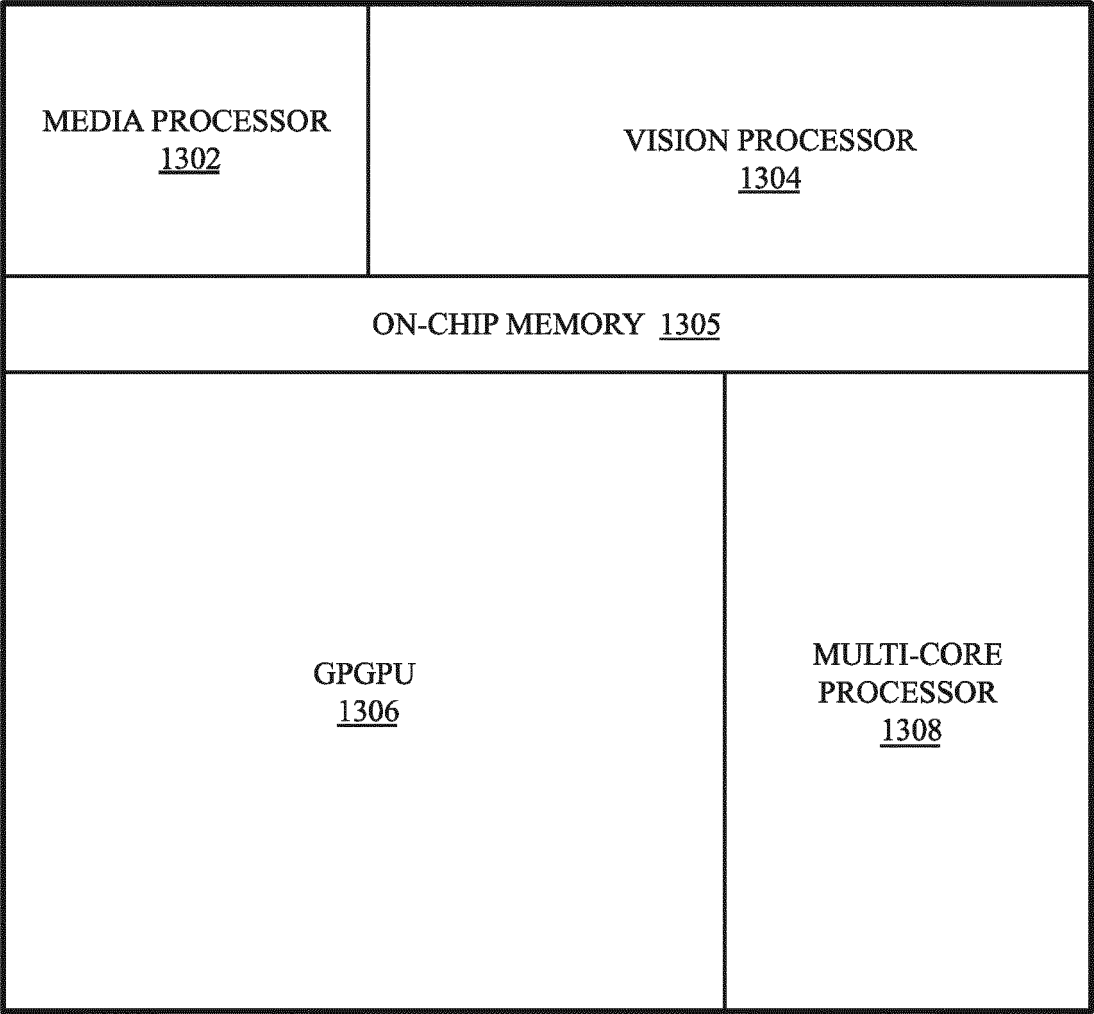 MEDIA PROCESSOR
1302
VISION PROCESSOR
1304
ON-CHIP MEMORY 1305
GPGPU
1306
MULTI-CORE
PROCESSOR
1308